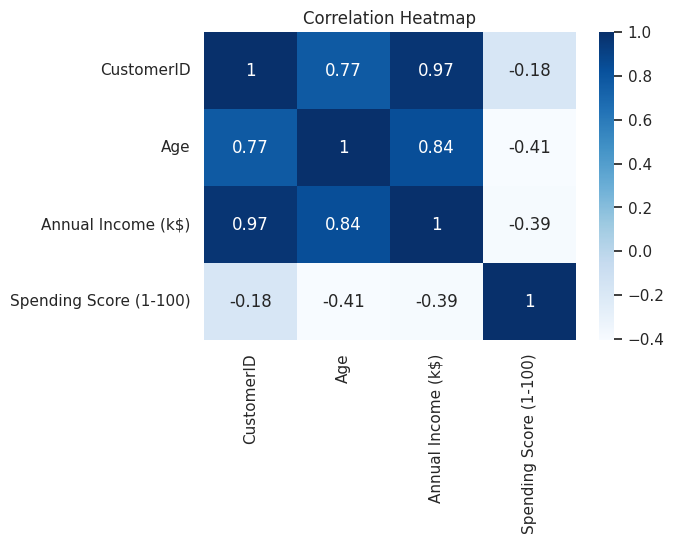 Correlation Heatmap
CustomerID 1 0.77 0.97 -0.18
Age 0.77 1 0.84 -0.41
Annual Income (k$) 0.97 0.84 1 -0.39
Spending Score (1-100) -0.18 -0.41 -0.39 1
CustomerID
Age
Annual Income (k$)
Spending Score (1-100)
1.0
0.8
0.6
0.4
0.2
0.0
−0.2
−0.4